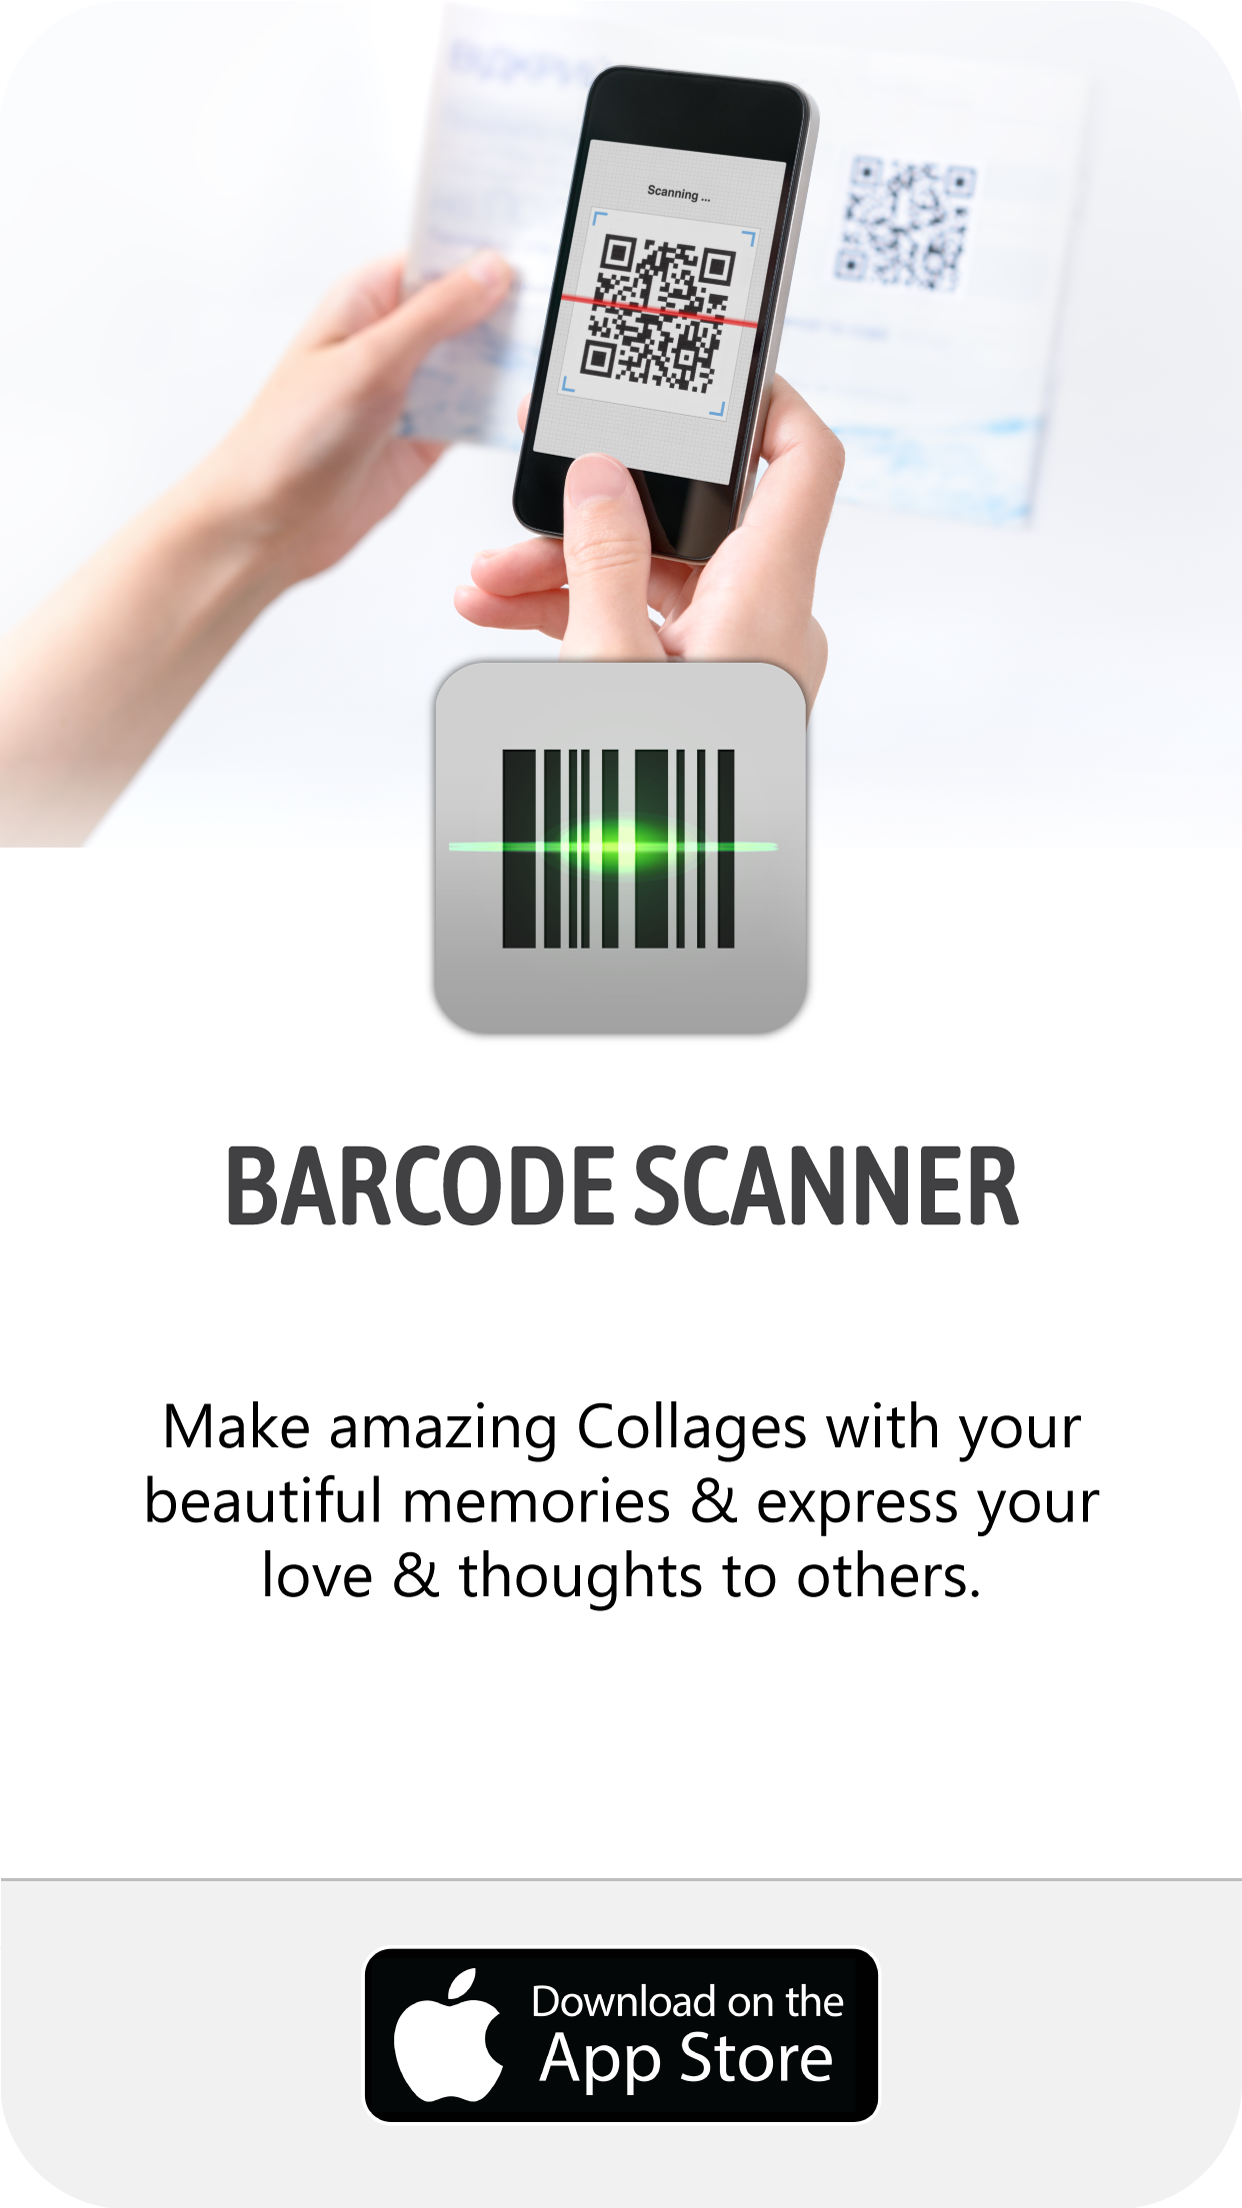 Scanning ...
BARCODE SCANNER
Make amazing Collages with your
beautiful memories & express your
love & thoughts to others.
Download on the
App Store